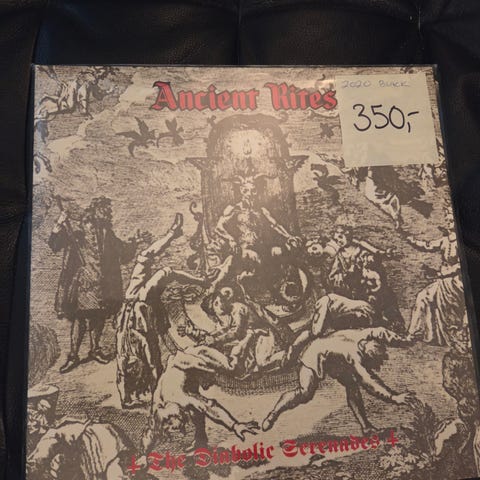 Ancient Rites
2020 BLACK
350,-
The Diabolic Serenades